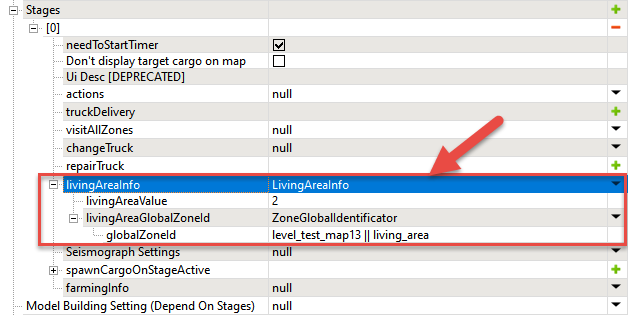 Stages
[0]
needToStartTimer
Don't display target cargo on map
Ui Desc [DEPRECATED]
actions null
truckDelivery
visitAllZones null
changeTruck null
repairTruck
livingAreaInfo LivingAreaInfo
livingAreaValue 2
livingAreaGlobalZoneId ZoneGlobalIdentificator
globalZoneId level_test_map13 || living_area
Seismograph Settings null
spawnCargoOnStageActive
farmingInfo null
Model Building Setting (Depend On Stages) null